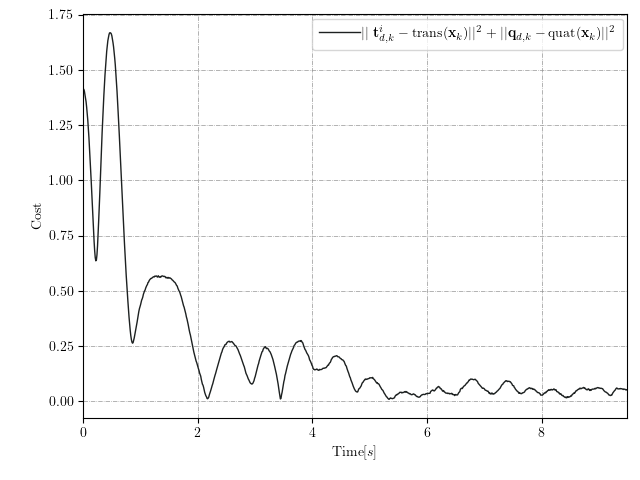 1.75
|| t^i_{d,k} − trans(x_k)||^2 + ||q_{d,k} − quat(x_k)||^2
1.50
1.25
1.00
Cost
0.75
0.50
0.25
0.00
0 2 4 6 8
Time[s]